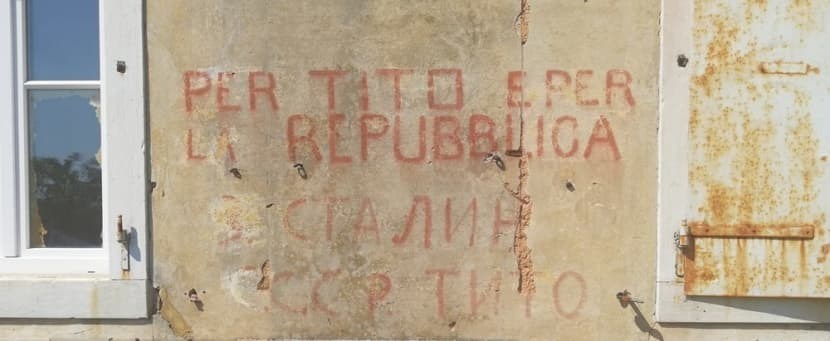 PER TITO E PER
LA REPUBBLICA
СТАЛИН
СССР ТИТО